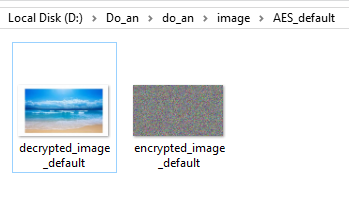 Local Disk (D:) > Do_an > do_an > image > AES_default
decrypted_image
_default
encrypted_image
_default